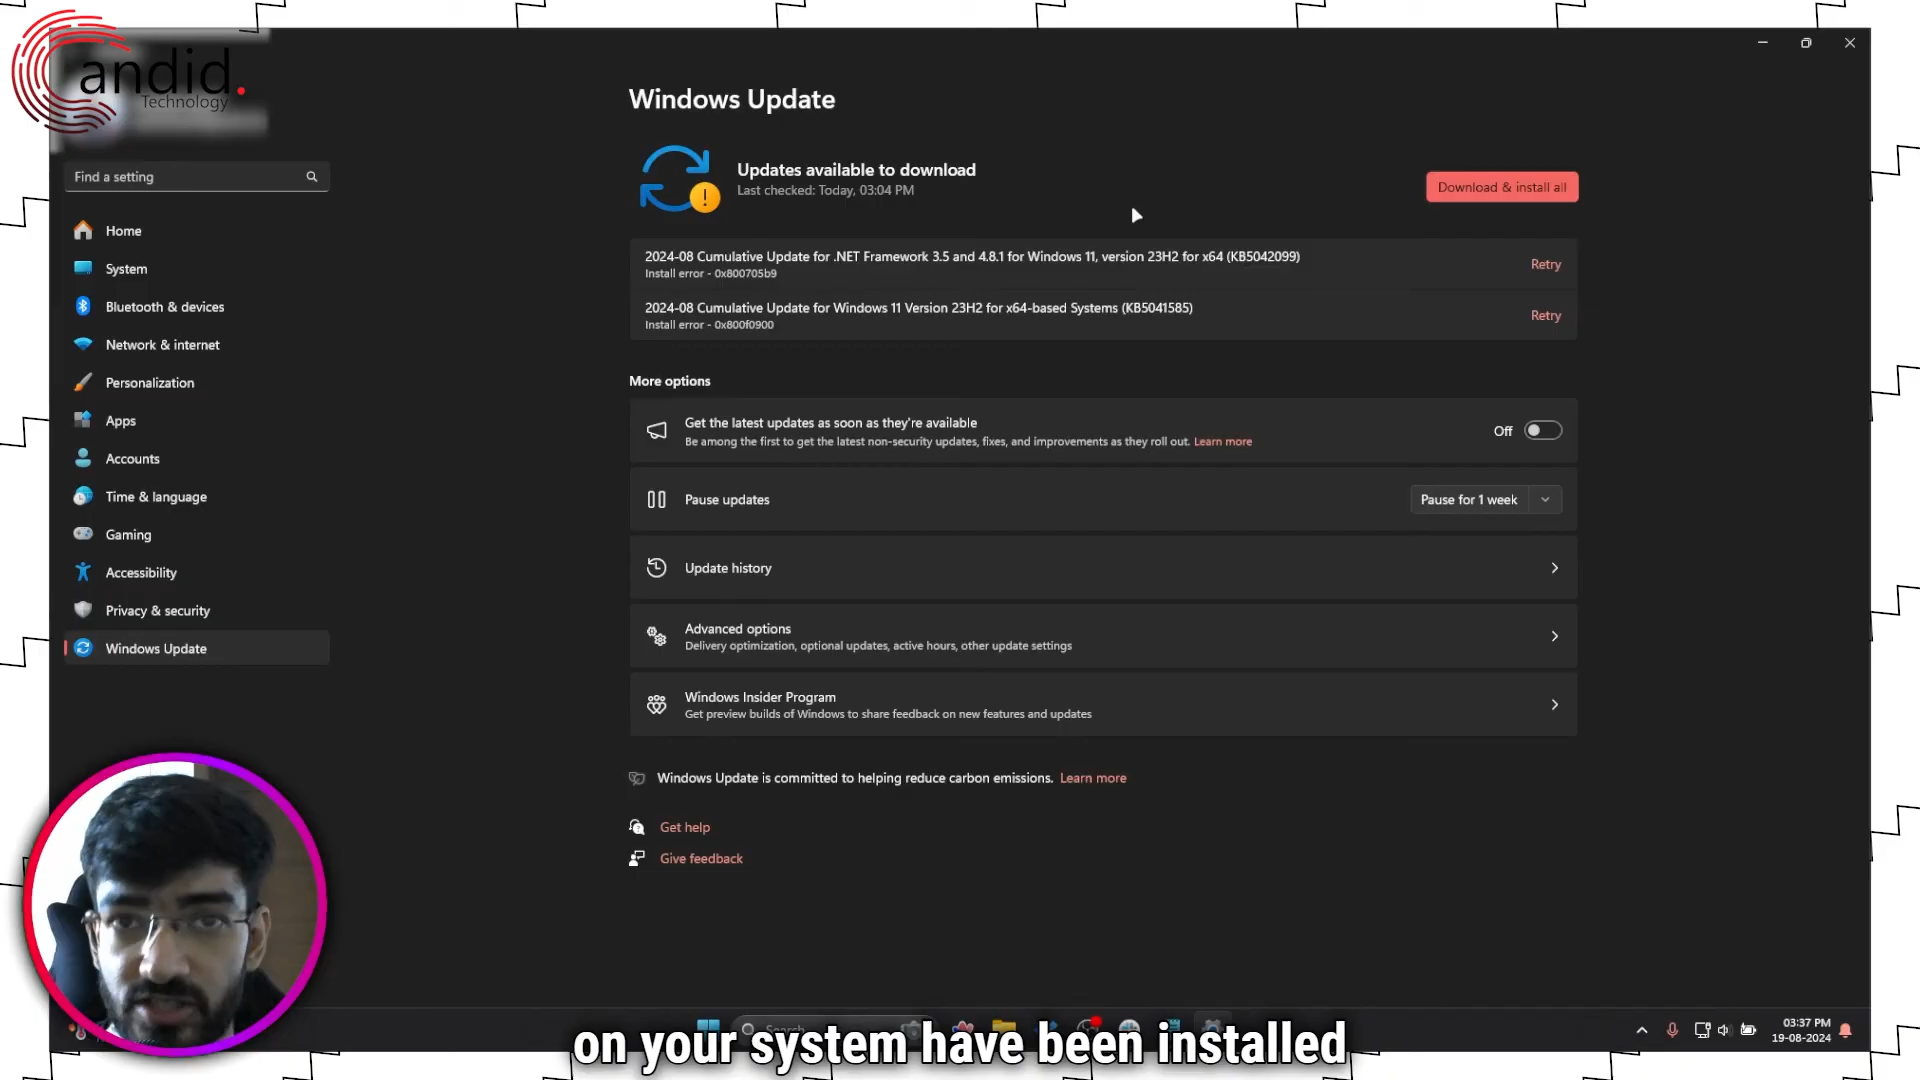 andid.
Technology
Windows Update
Updates available to download
Last checked: Today, 03:04 PM
Download & install all
Find a setting
2024-08 Cumulative Update for .NET Framework 3.5 and 4.8.1 for Windows 11, version 23H2 for x64 (KB5042099)
Install error - 0x800705b9
Retry
2024-08 Cumulative Update for Windows 11 Version 23H2 for x64-based Systems (KB5041585)
Install error - 0x800f0900
Retry
Home
System
Bluetooth & devices
Network & internet
Personalization
Apps
Accounts
Time & language
Gaming
Accessibility
Privacy & security
Windows Update
More options
Get the latest updates as soon as they're available
Be among the first to get the latest non-security updates, fixes, and improvements as they roll out. Learn more
Off
Pause updates
Pause for 1 week
Update history
Advanced options
Delivery optimization, optional updates, active hours, other update settings
Windows Insider Program
Get preview builds of Windows to share feedback on new features and updates
Windows Update is committed to helping reduce carbon emissions. Learn more
Get help
Give feedback
Search
03:37 PM
19-08-2024
on your system have been installed